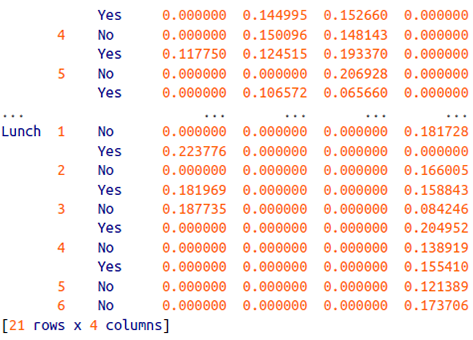 Yes 0.000000 0.144995 0.152660 0.000000
4 No 0.000000 0.150096 0.148143 0.000000
Yes 0.117750 0.124515 0.193370 0.000000
5 No 0.000000 0.000000 0.206928 0.000000
Yes 0.000000 0.106572 0.065660 0.000000
... ... ... ... ...
Lunch 1 No 0.000000 0.000000 0.000000 0.181728
Yes 0.223776 0.000000 0.000000 0.000000
2 No 0.000000 0.000000 0.000000 0.166005
Yes 0.181969 0.000000 0.000000 0.158843
3 No 0.187735 0.000000 0.000000 0.084246
Yes 0.000000 0.000000 0.000000 0.204952
4 No 0.000000 0.000000 0.000000 0.138919
Yes 0.000000 0.000000 0.000000 0.155410
5 No 0.000000 0.000000 0.000000 0.121389
6 No 0.000000 0.000000 0.000000 0.173706
[21 rows x 4 columns]